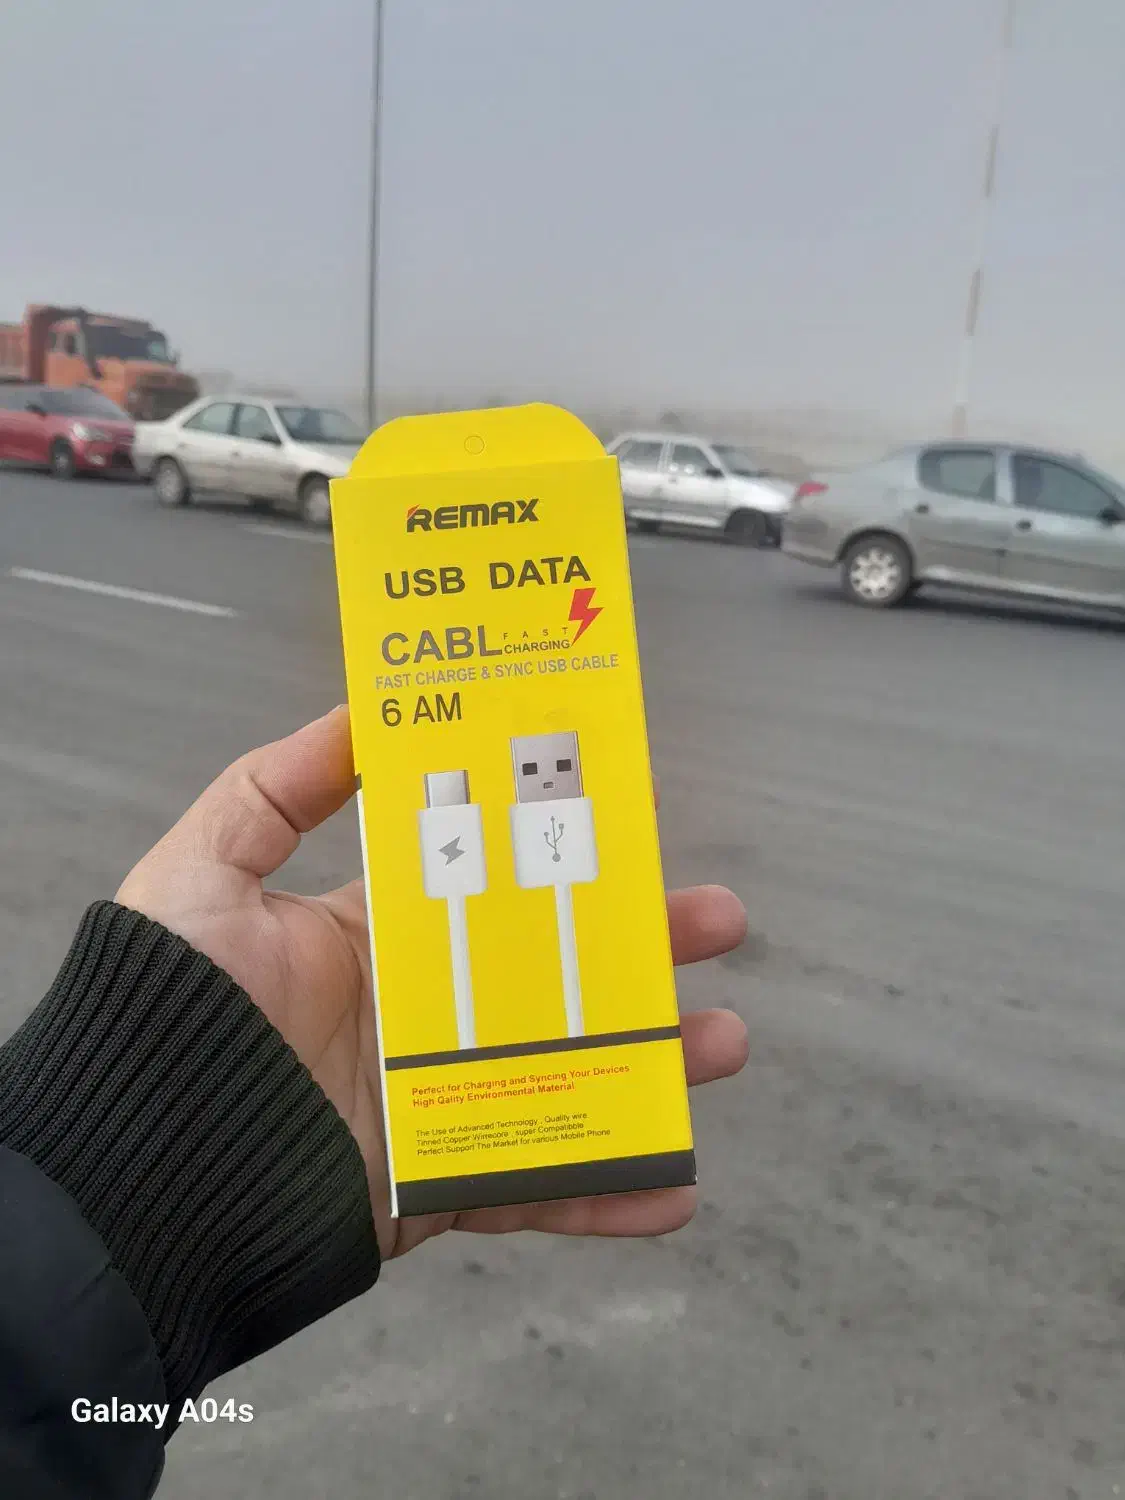 REMAX
USB DATA
CABL FAST
CHARGING
FAST CHARGE & SYNC USB CABLE
6 AM
Perfect for Charging and Syncing Your Devices
High Qality Environmental Material
The Use of Advanced Technology , Quality wire
Tinned Copper Wirrecore , super Compatibble
Perfect Support The Market for various Mobile Phone
Galaxy A04s